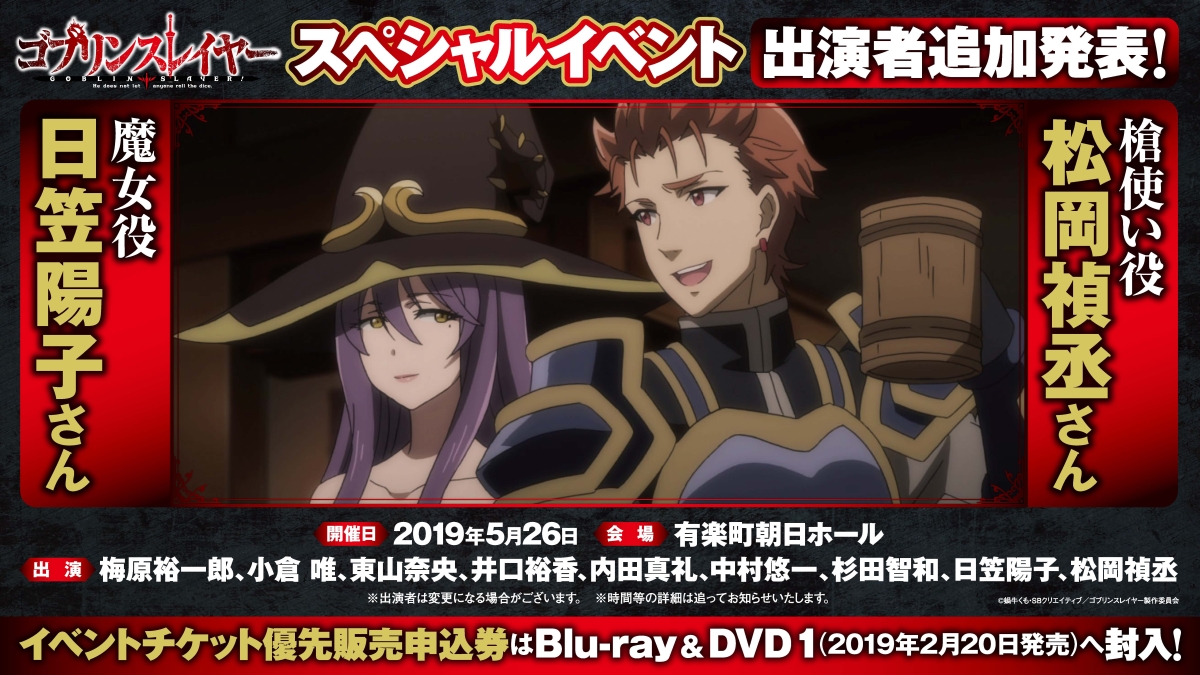 ゴブリンスレイヤー
GOBLIN SLAYER!
He does not let anyone roll the dice.
スペシャルイベント 出演者追加発表!
魔女役
日笠陽子さん
槍使い役
松岡禎丞さん
開催日 2019年5月26日 会場 有楽町朝日ホール
出演 梅原裕一郎、小倉 唯、東山奈央、井口裕香、内田真礼、中村悠一、杉田智和、日笠陽子、松岡禎丞
※出演者は変更になる場合がございます。 ※時間等の詳細は追ってお知らせいたします。
©蝸牛くも・SBクリエイティブ/ゴブリンスレイヤー製作委員会
イベントチケット優先販売申込券はBlu-ray&DVD 1(2019年2月20日発売)へ封入!